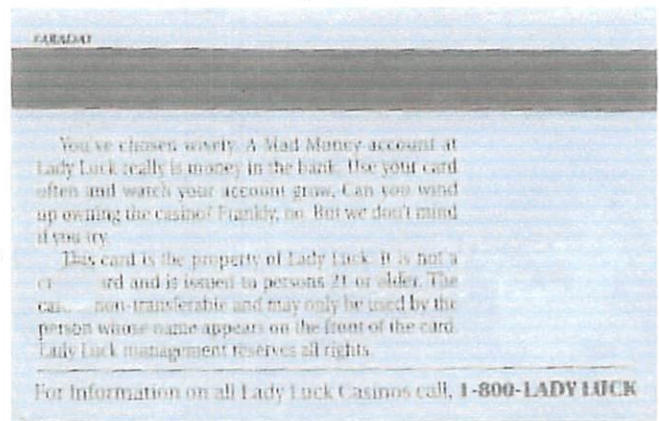 FARADAY
You've chosen wisely. A Mad Money account at
Lady Luck really is money in the bank. Use your card
often and watch your account grow. Can you wind
up owning the casino? Frankly, no. But we don't mind
if you try.
This card is the property of Lady Luck. It is not a
cr ard and is issued to persons 21 or older. The
car non-transferable and may only be used by the
person whose name appears on the front of the card.
Lady Luck management reserves all rights.
For Information on all Lady Luck Casinos call, 1-800-LADY LUCK